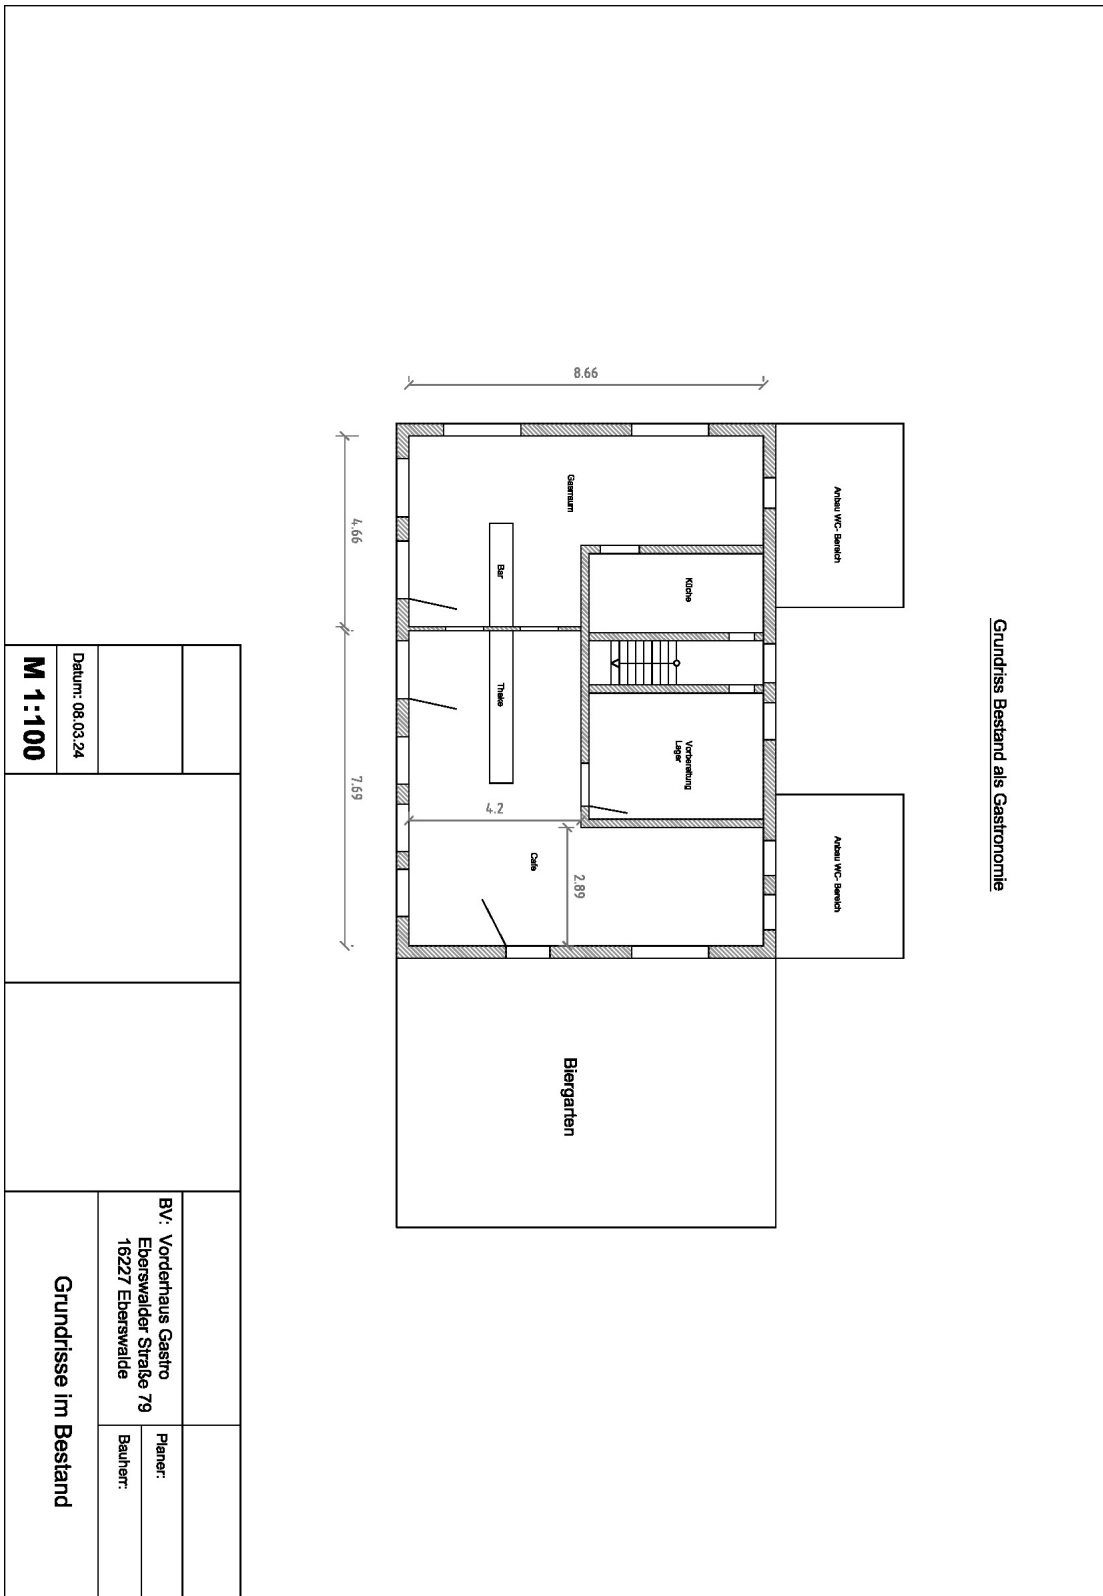 Grundriss Bestand als Gastronomie
Anbau WC- Bereich
Anbau WC- Bereich
8.66
Gasrraum
Küche
Vorbereitung
Lager
Bar
Theke
Cafe
4.2
2.89
4.66
7.69
Biergarten
BV: Vorderhaus Gastro
Eberswalder Straße 79
16227 Eberswalde
Planer:
Bauherr:
Datum: 08.03.24
M 1:100
Grundrisse im Bestand